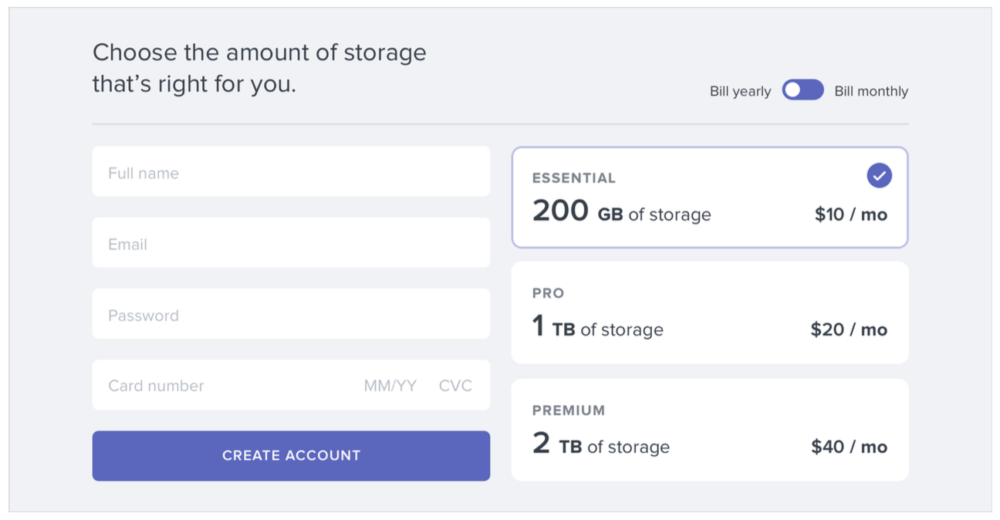 Choose the amount of storage
that’s right for you.
Bill yearly Bill monthly
Full name
Email
Password
Card number MM/YY CVC
CREATE ACCOUNT
ESSENTIAL
200 GB of storage $10 / mo
PRO
1 TB of storage $20 / mo
PREMIUM
2 TB of storage $40 / mo